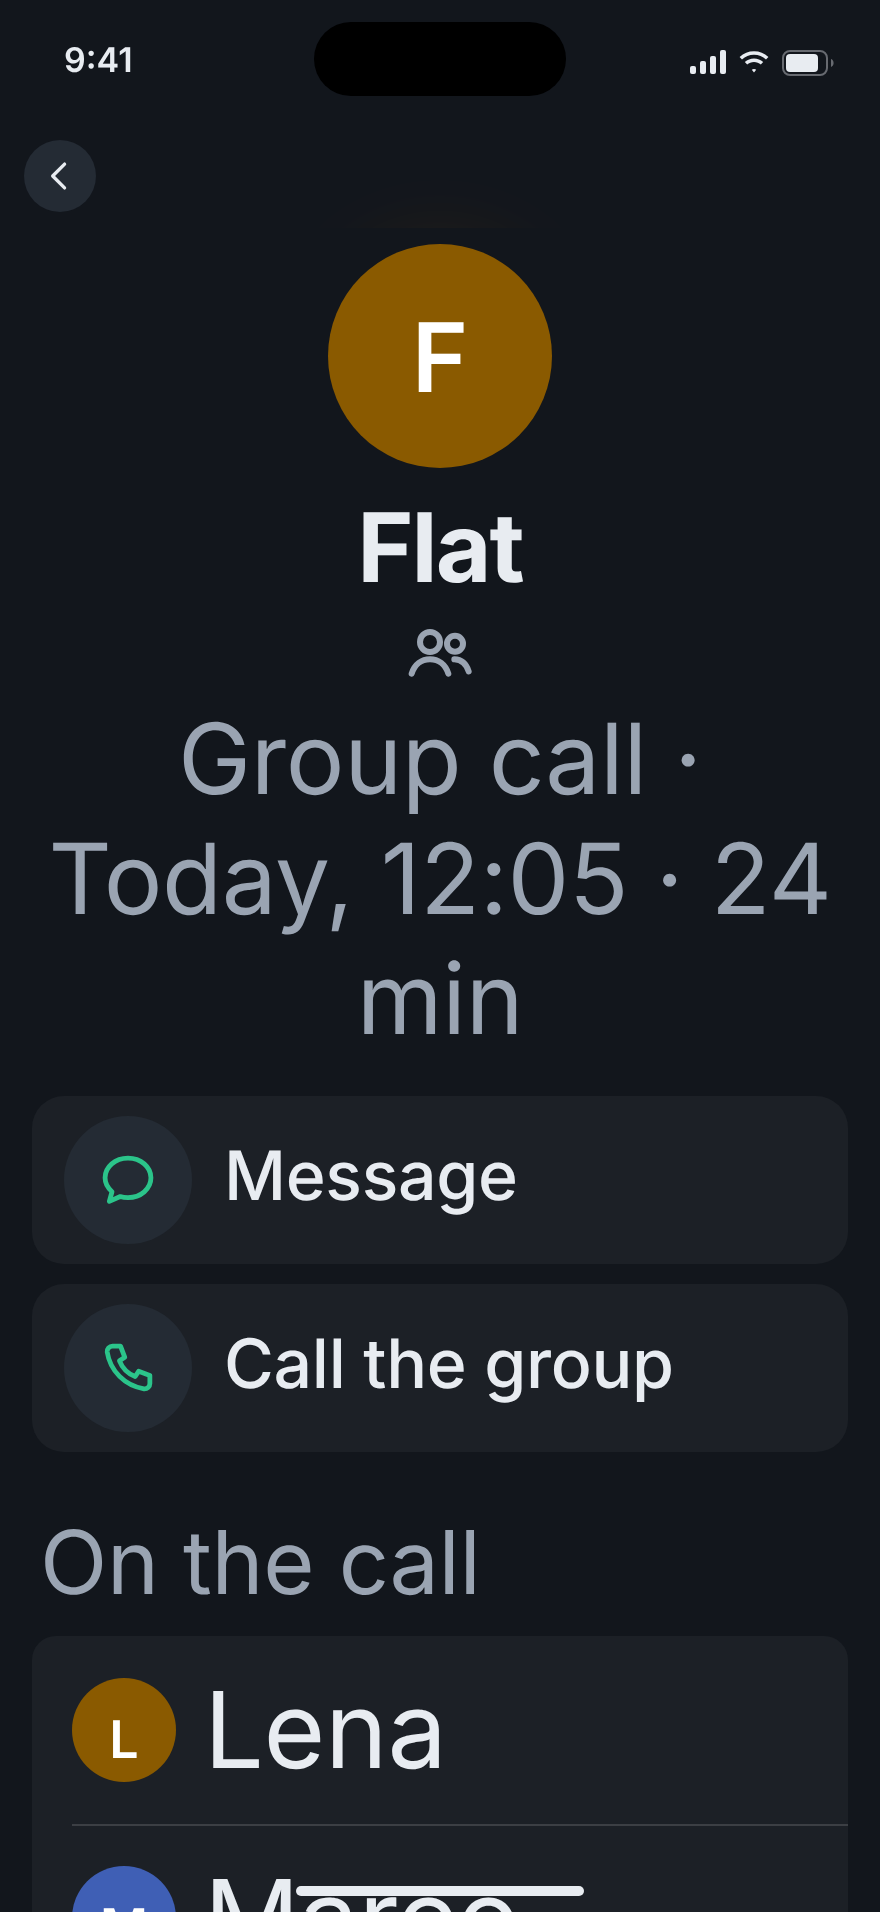 9:41
F
Flat
Group call ·
Today, 12:05 · 24
min
Message
Call the group
On the call
L
Lena